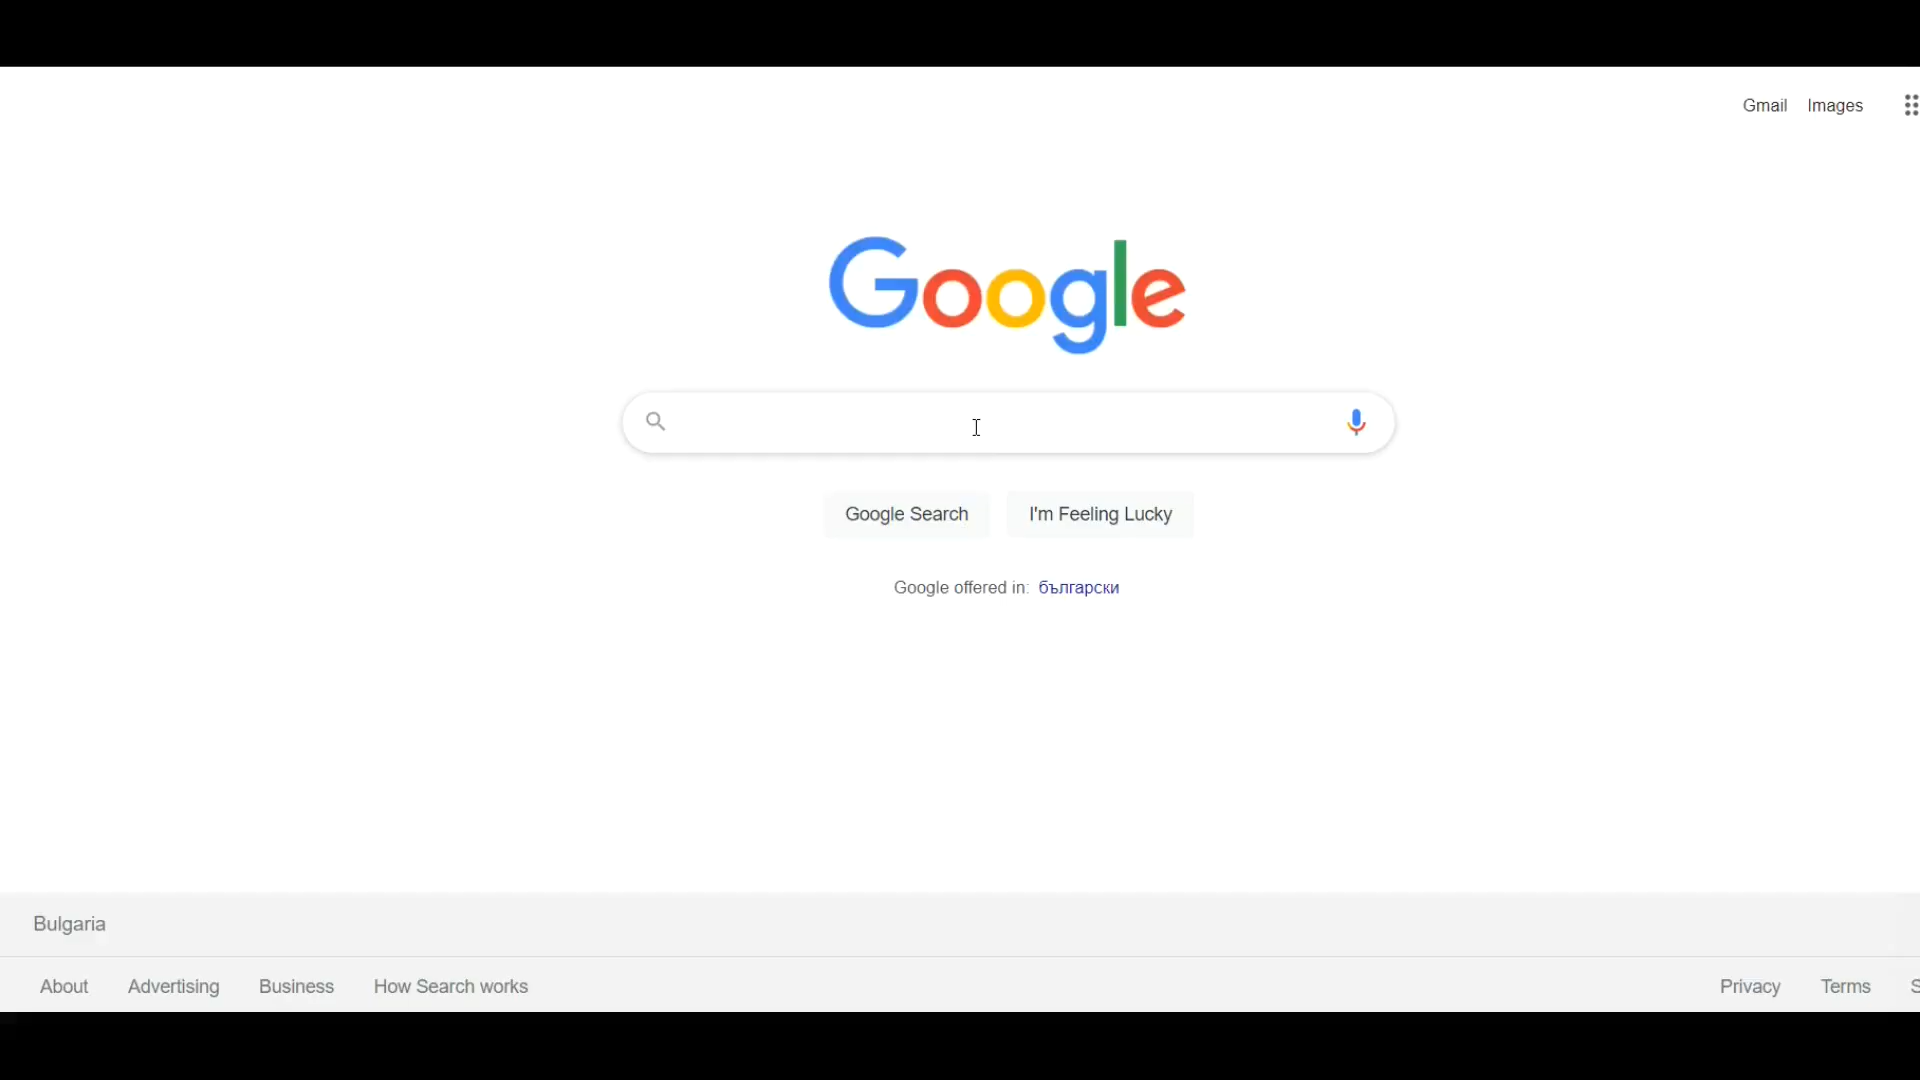 Gmail Images
Google
Google Search I'm Feeling Lucky
Google offered in: български
Bulgaria
About Advertising Business How Search works Privacy Terms